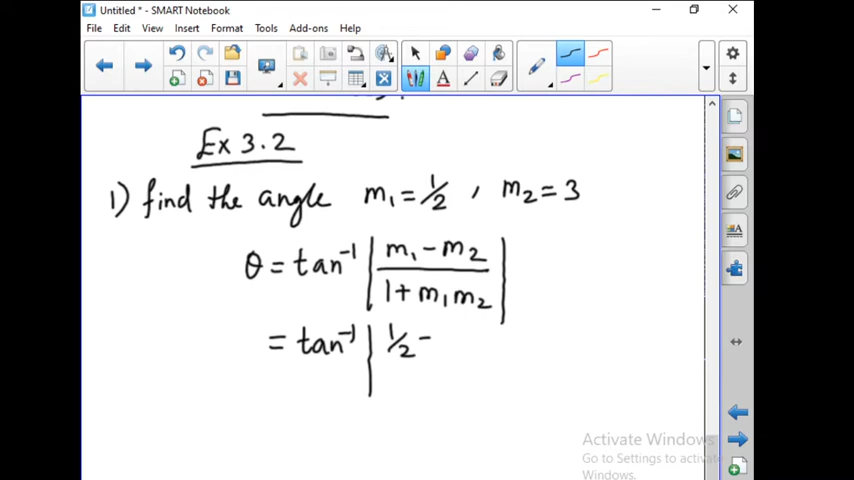 Untitled * - SMART Notebook
File Edit View Insert Format Tools Add-ons Help
Ex 3.2
1) find the angle m₁ = 1/2 , m₂ = 3
θ = tan⁻¹ | m₁ - m₂ / 1 + m₁m₂ |
= tan⁻¹ | 1/2 -
Activate Windows
Go to Settings to activate
Windows.